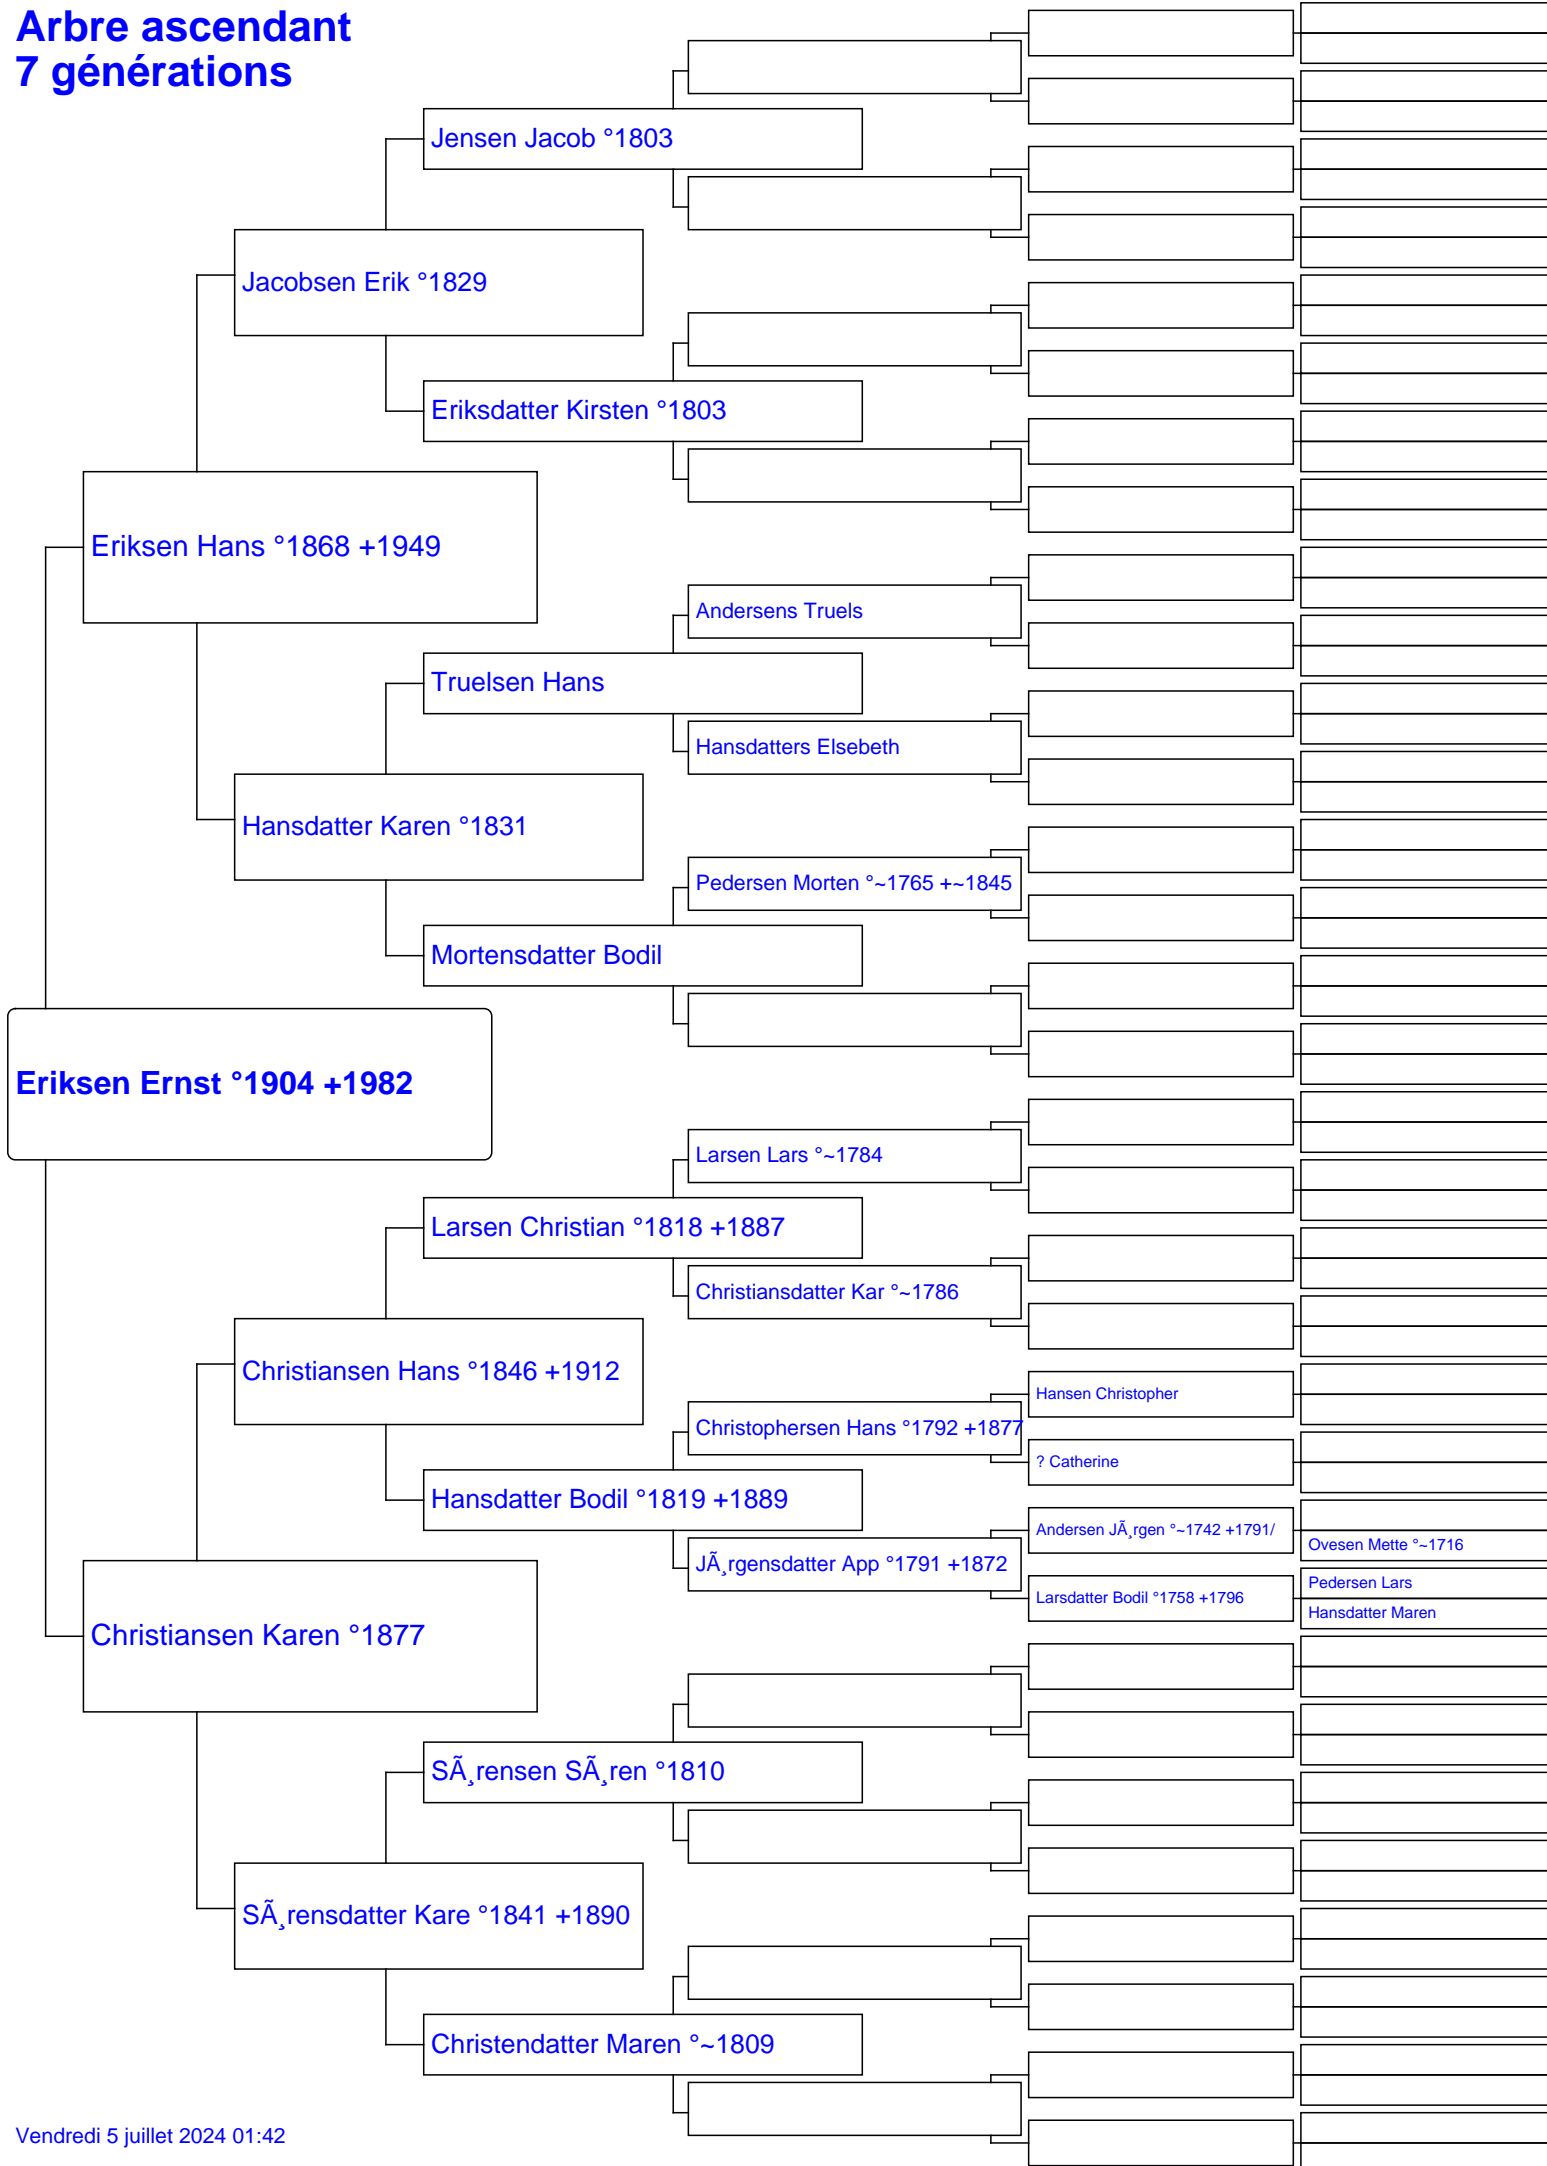 Arbre ascendant
7 générations
Jensen Jacob °1803
Jacobsen Erik °1829
Eriksdatter Kirsten °1803
Eriksen Hans °1868 +1949
Andersens Truels
Truelsen Hans
Hansdatters Elsebeth
Hansdatter Karen °1831
Pedersen Morten °~1765 +~1845
Mortensdatter Bodil
Eriksen Ernst °1904 +1982
Larsen Lars °~1784
Larsen Christian °1818 +1887
Christiansdatter Kar °~1786
Christiansen Hans °1846 +1912
Hansen Christopher
Christophersen Hans °1792 +1877
? Catherine
Hansdatter Bodil °1819 +1889
Andersen JÃ¸rgen °~1742 +1791/
Ovesen Mette °~1716
JÃ¸rgensdatter App °1791 +1872
Pedersen Lars
Larsdatter Bodil °1758 +1796
Hansdatter Maren
Christiansen Karen °1877
SÃ¸rensen SÃ¸ren °1810
SÃ¸rensdatter Kare °1841 +1890
Christendatter Maren °~1809
Vendredi 5 juillet 2024 01:42